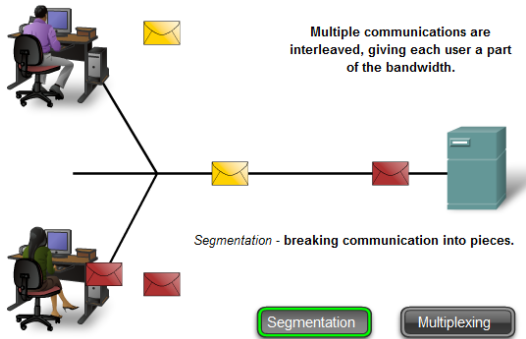 Multiple communications are
interleaved, giving each user a part
of the bandwidth.
Segmentation - breaking communication into pieces.
Segmentation
Multiplexing